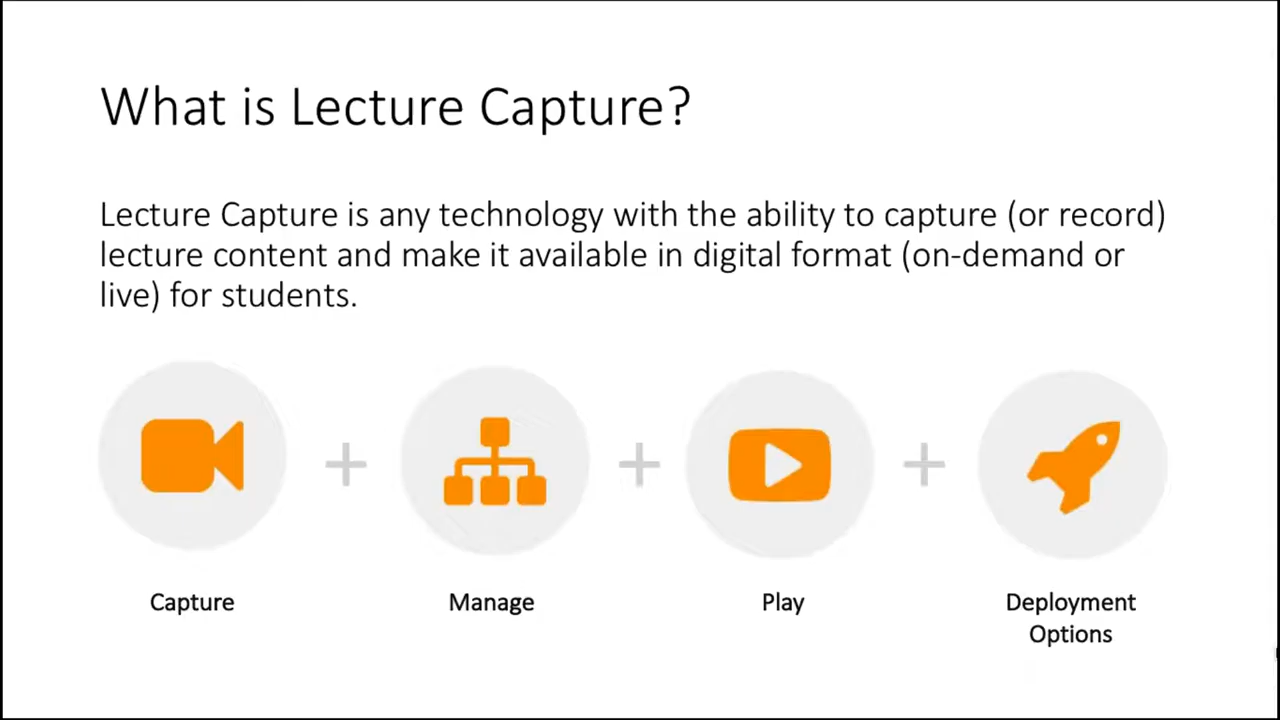 What is Lecture Capture?
Lecture Capture is any technology with the ability to capture (or record)
lecture content and make it available in digital format (on-demand or
live) for students.
Capture
Manage
Play
Deployment
Options